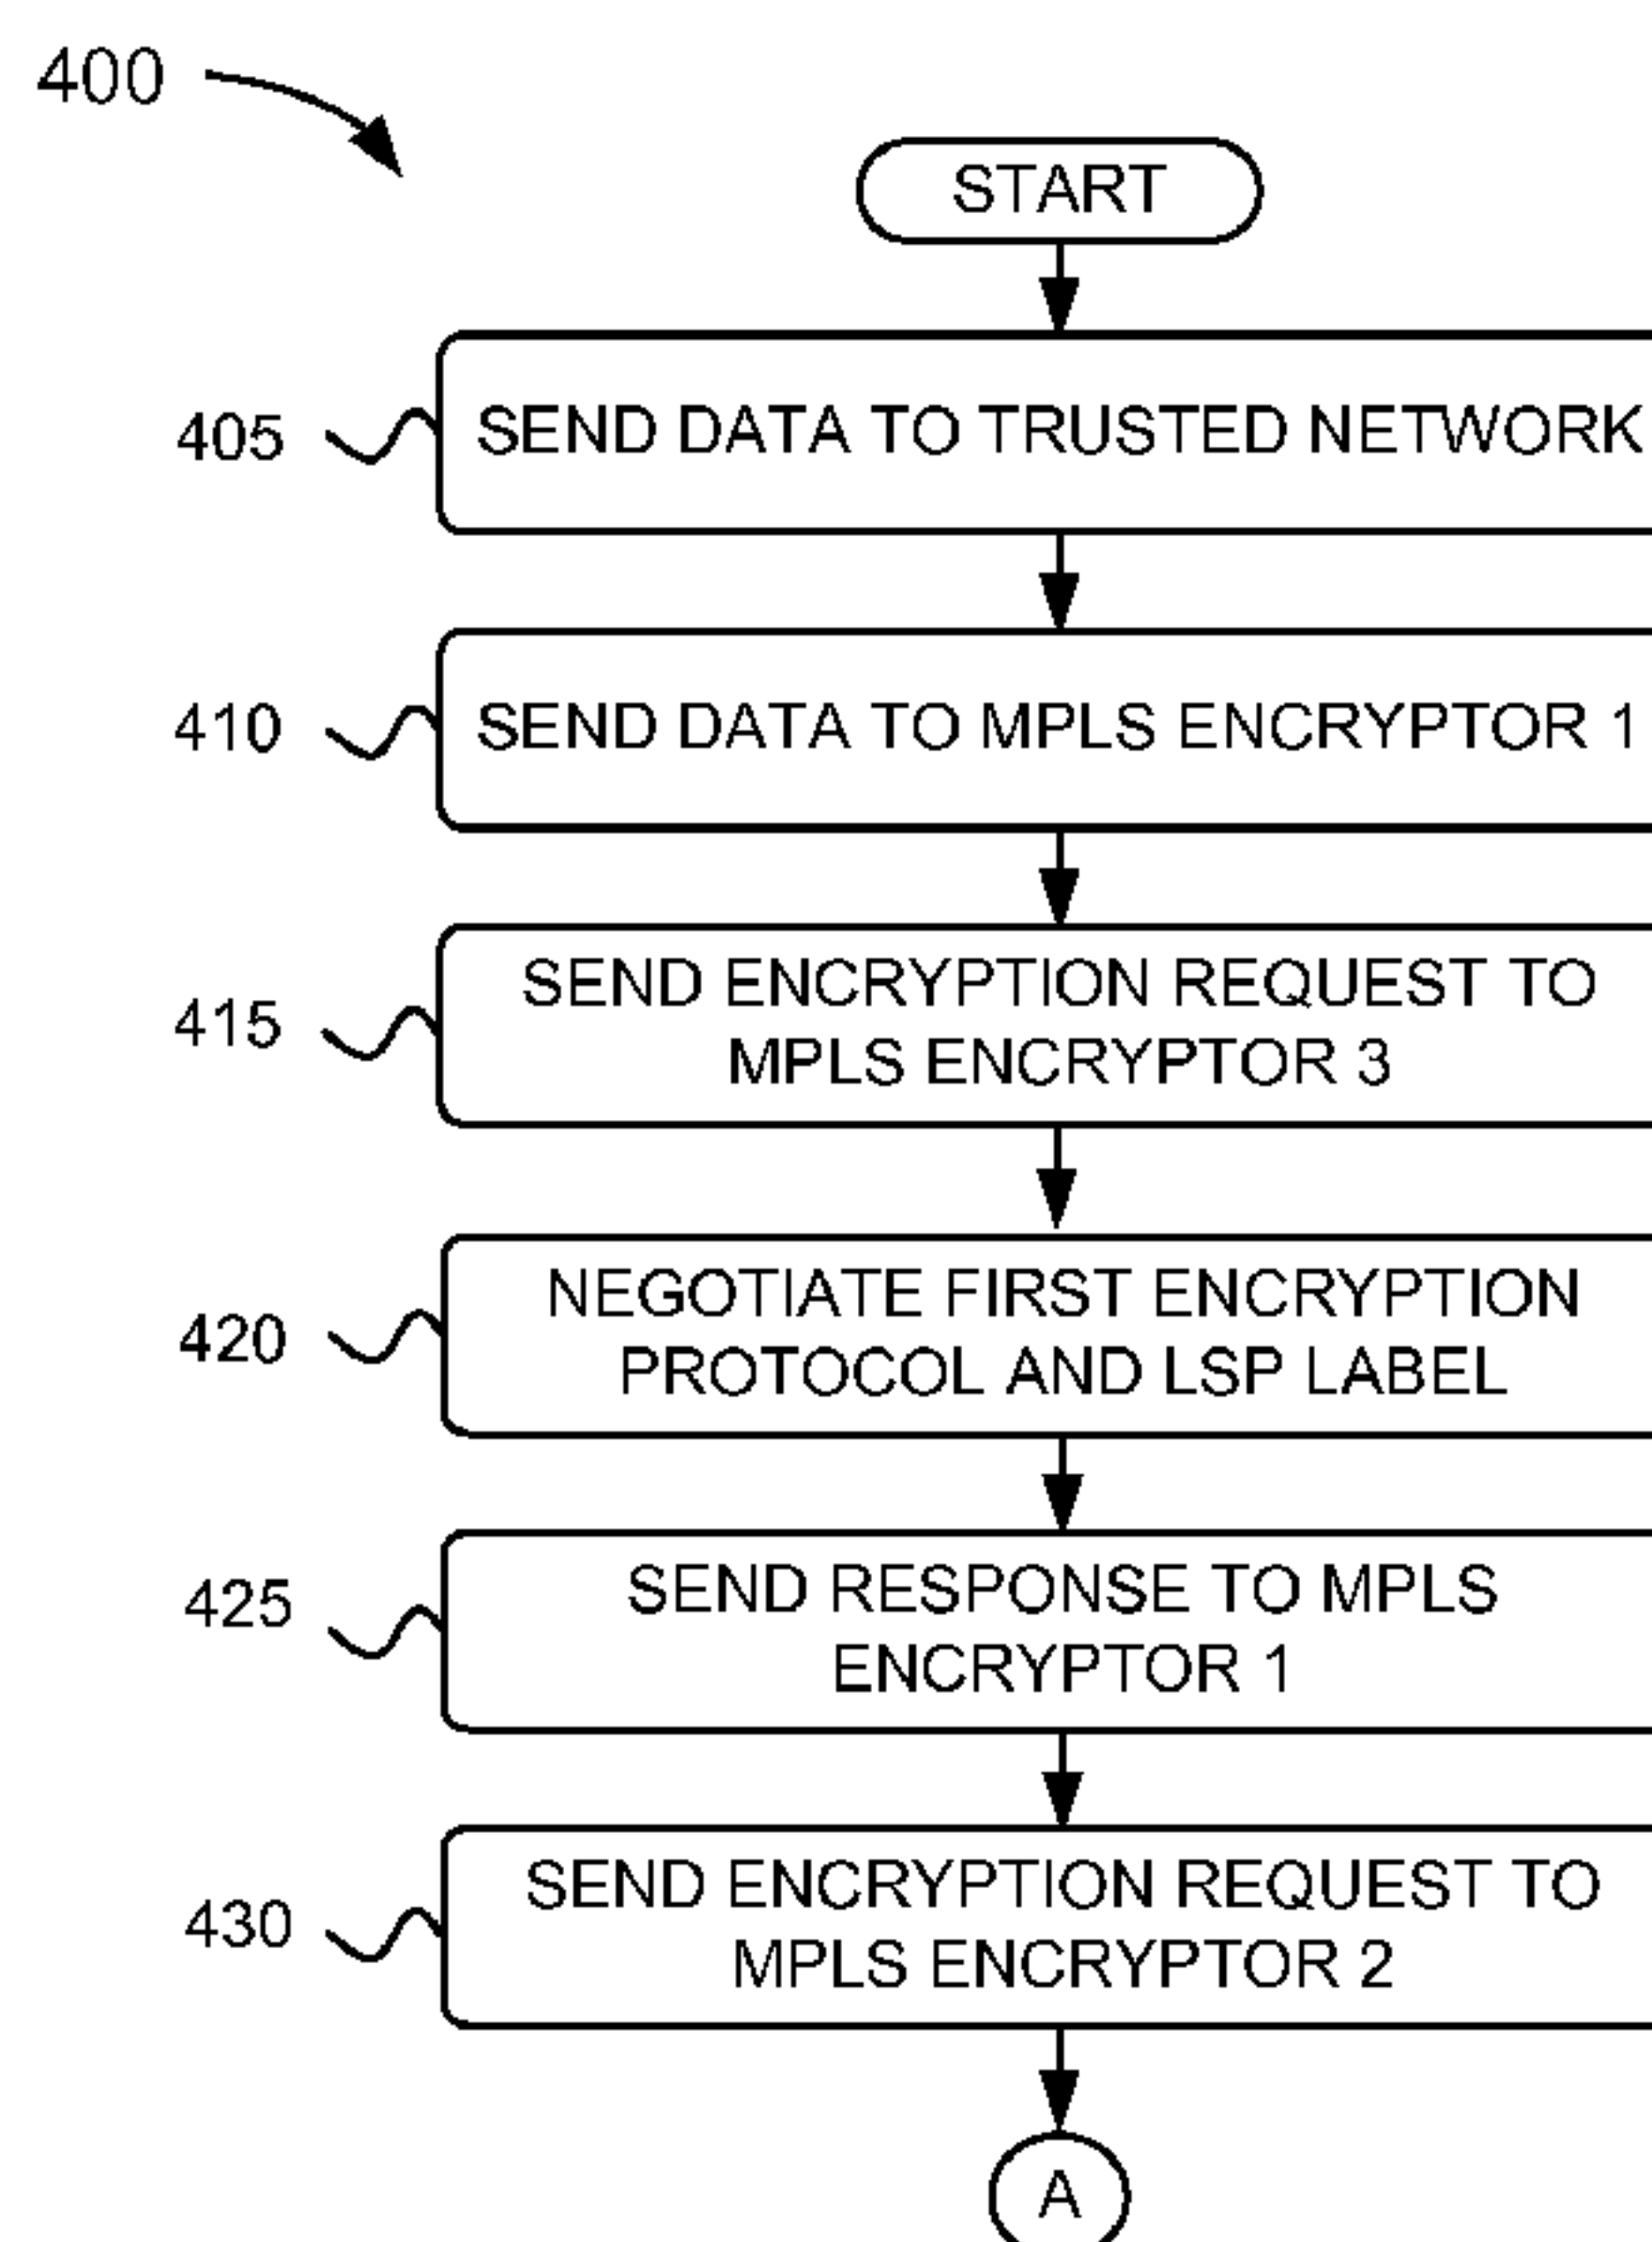 400
START
405
SEND DATA TO TRUSTED NETWORK
410
SEND DATA TO MPLS ENCRYPTOR 1
415
SEND ENCRYPTION REQUEST TO
MPLS ENCRYPTOR 3
420
NEGOTIATE FIRST ENCRYPTION
PROTOCOL AND LSP LABEL
425
SEND RESPONSE TO MPLS
ENCRYPTOR 1
430
SEND ENCRYPTION REQUEST TO
MPLS ENCRYPTOR 2
A